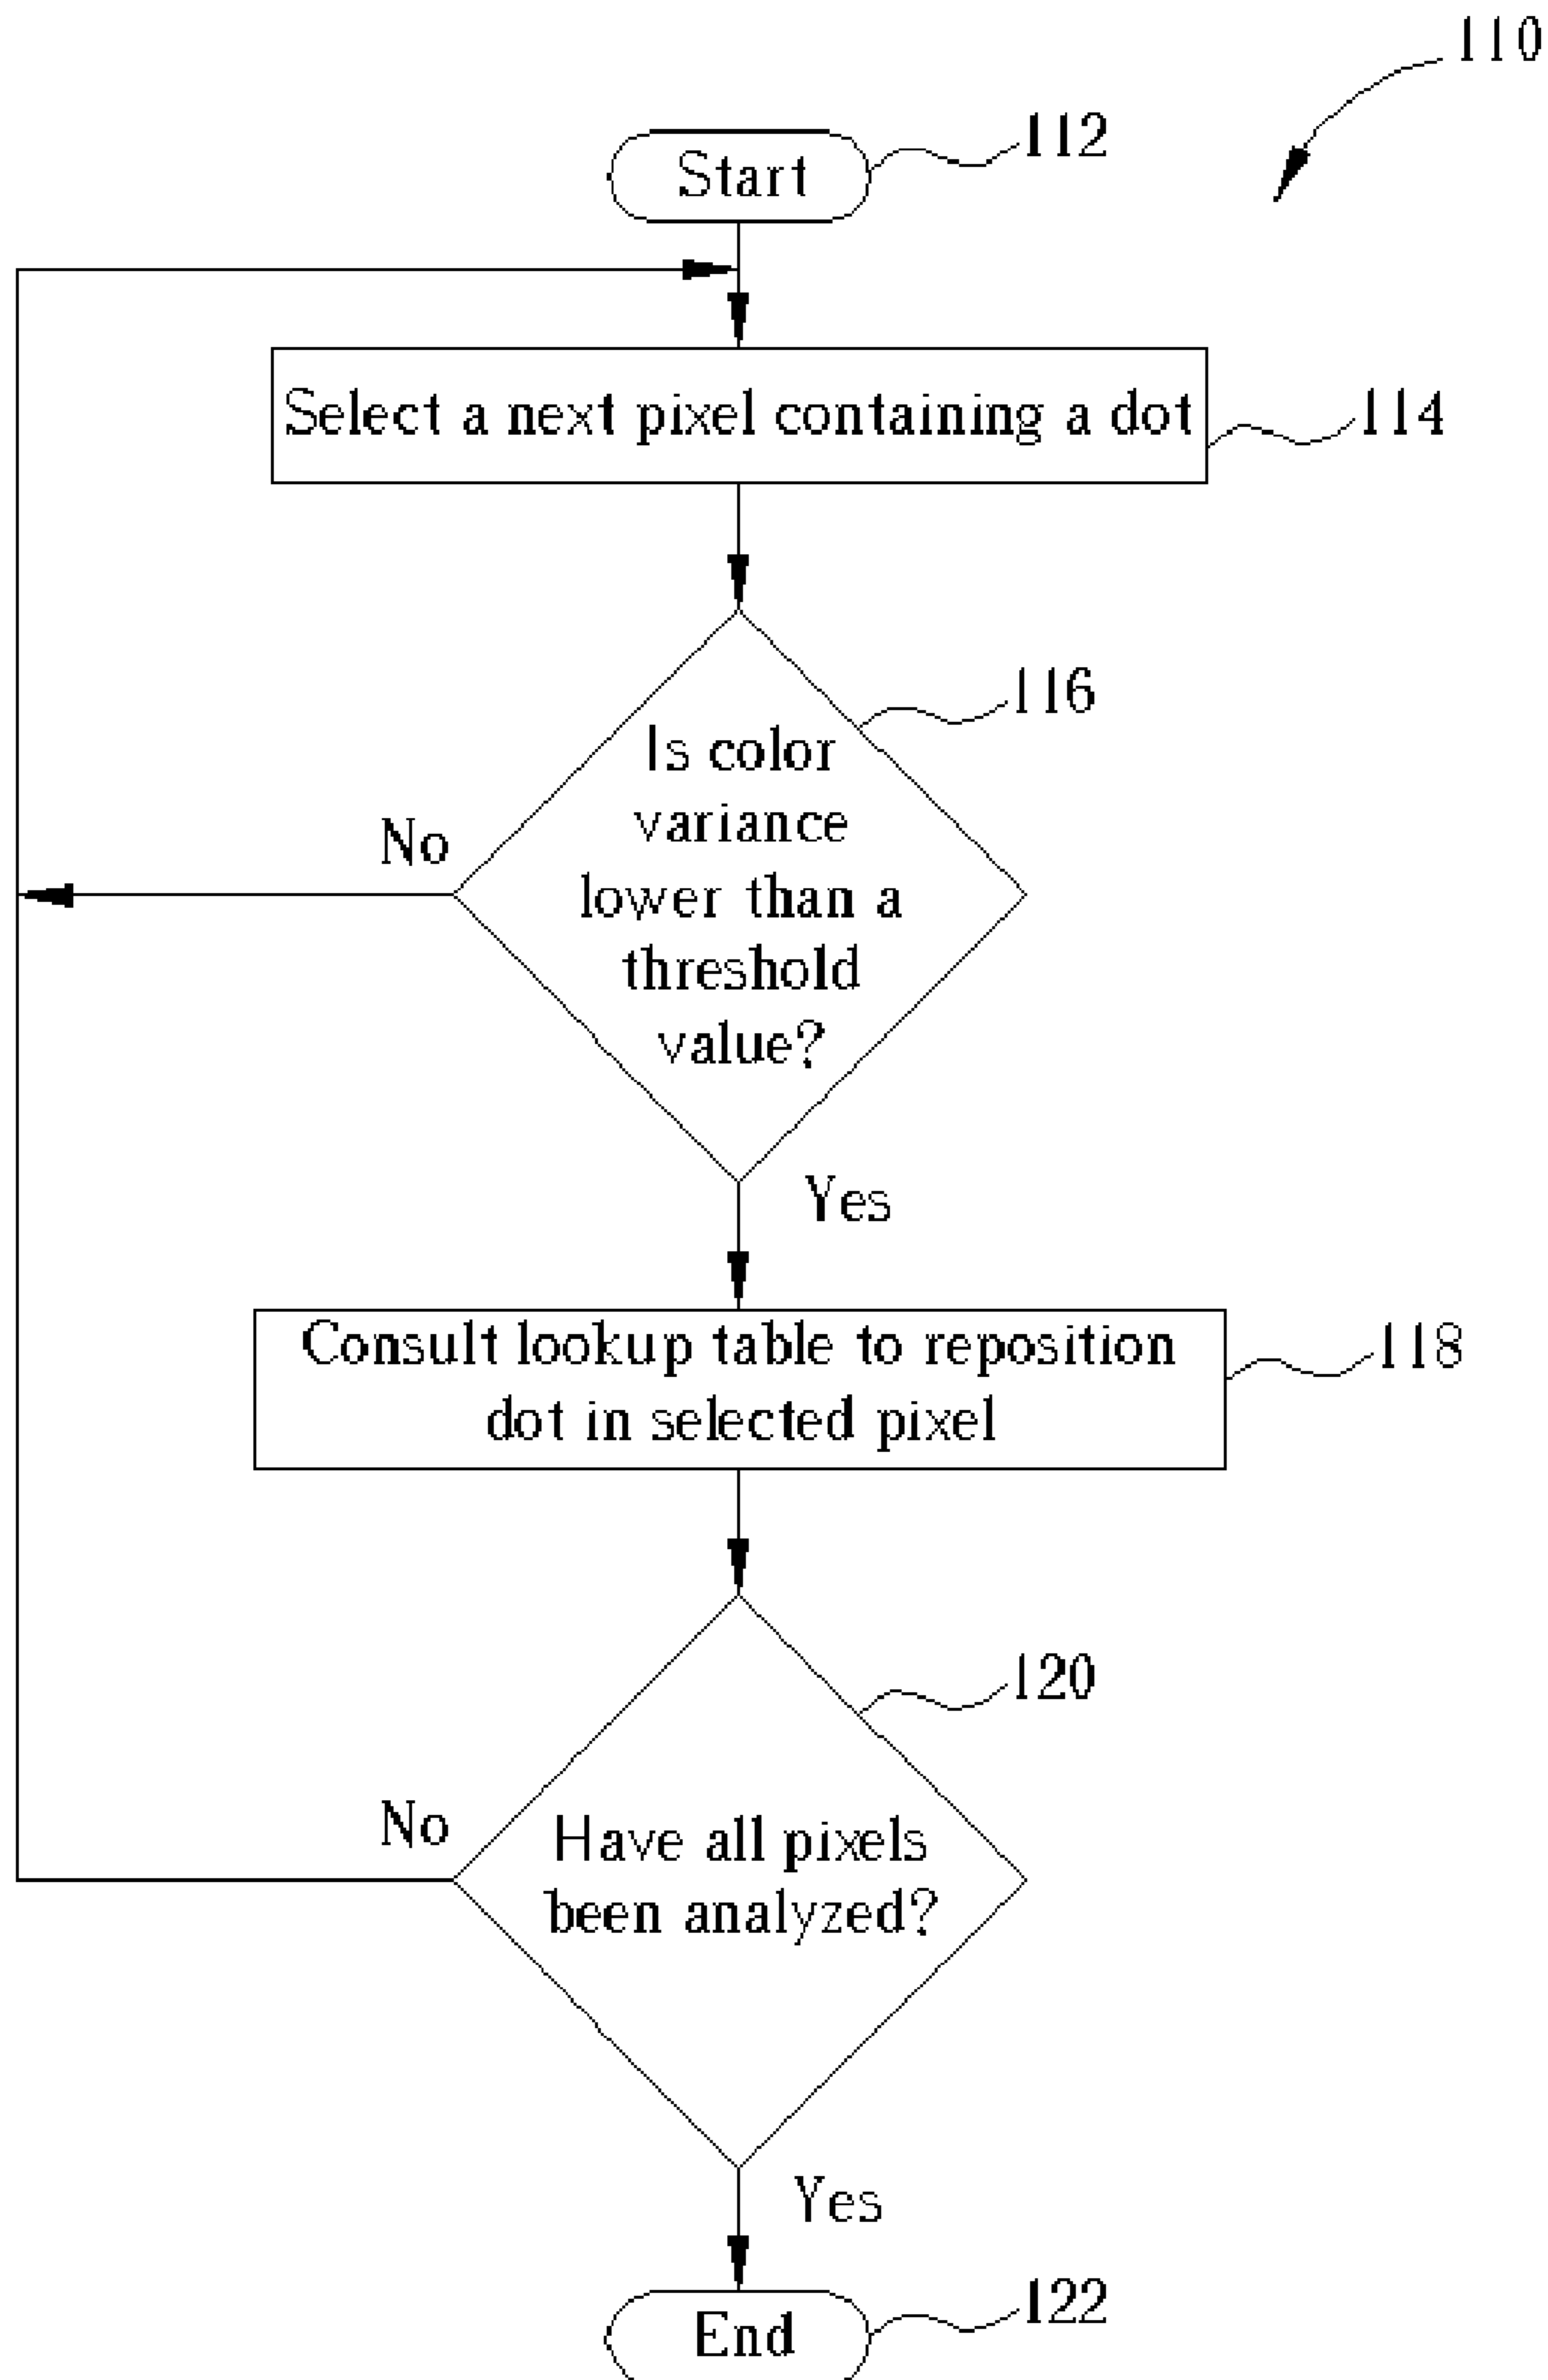 110
112
Start
Select a next pixel containing a dot
114
116
Is color
variance
lower than a
threshold
value?
No
Yes
Consult lookup table to reposition
dot in selected pixel
118
120
No
Have all pixels
been analyzed?
Yes
122
End